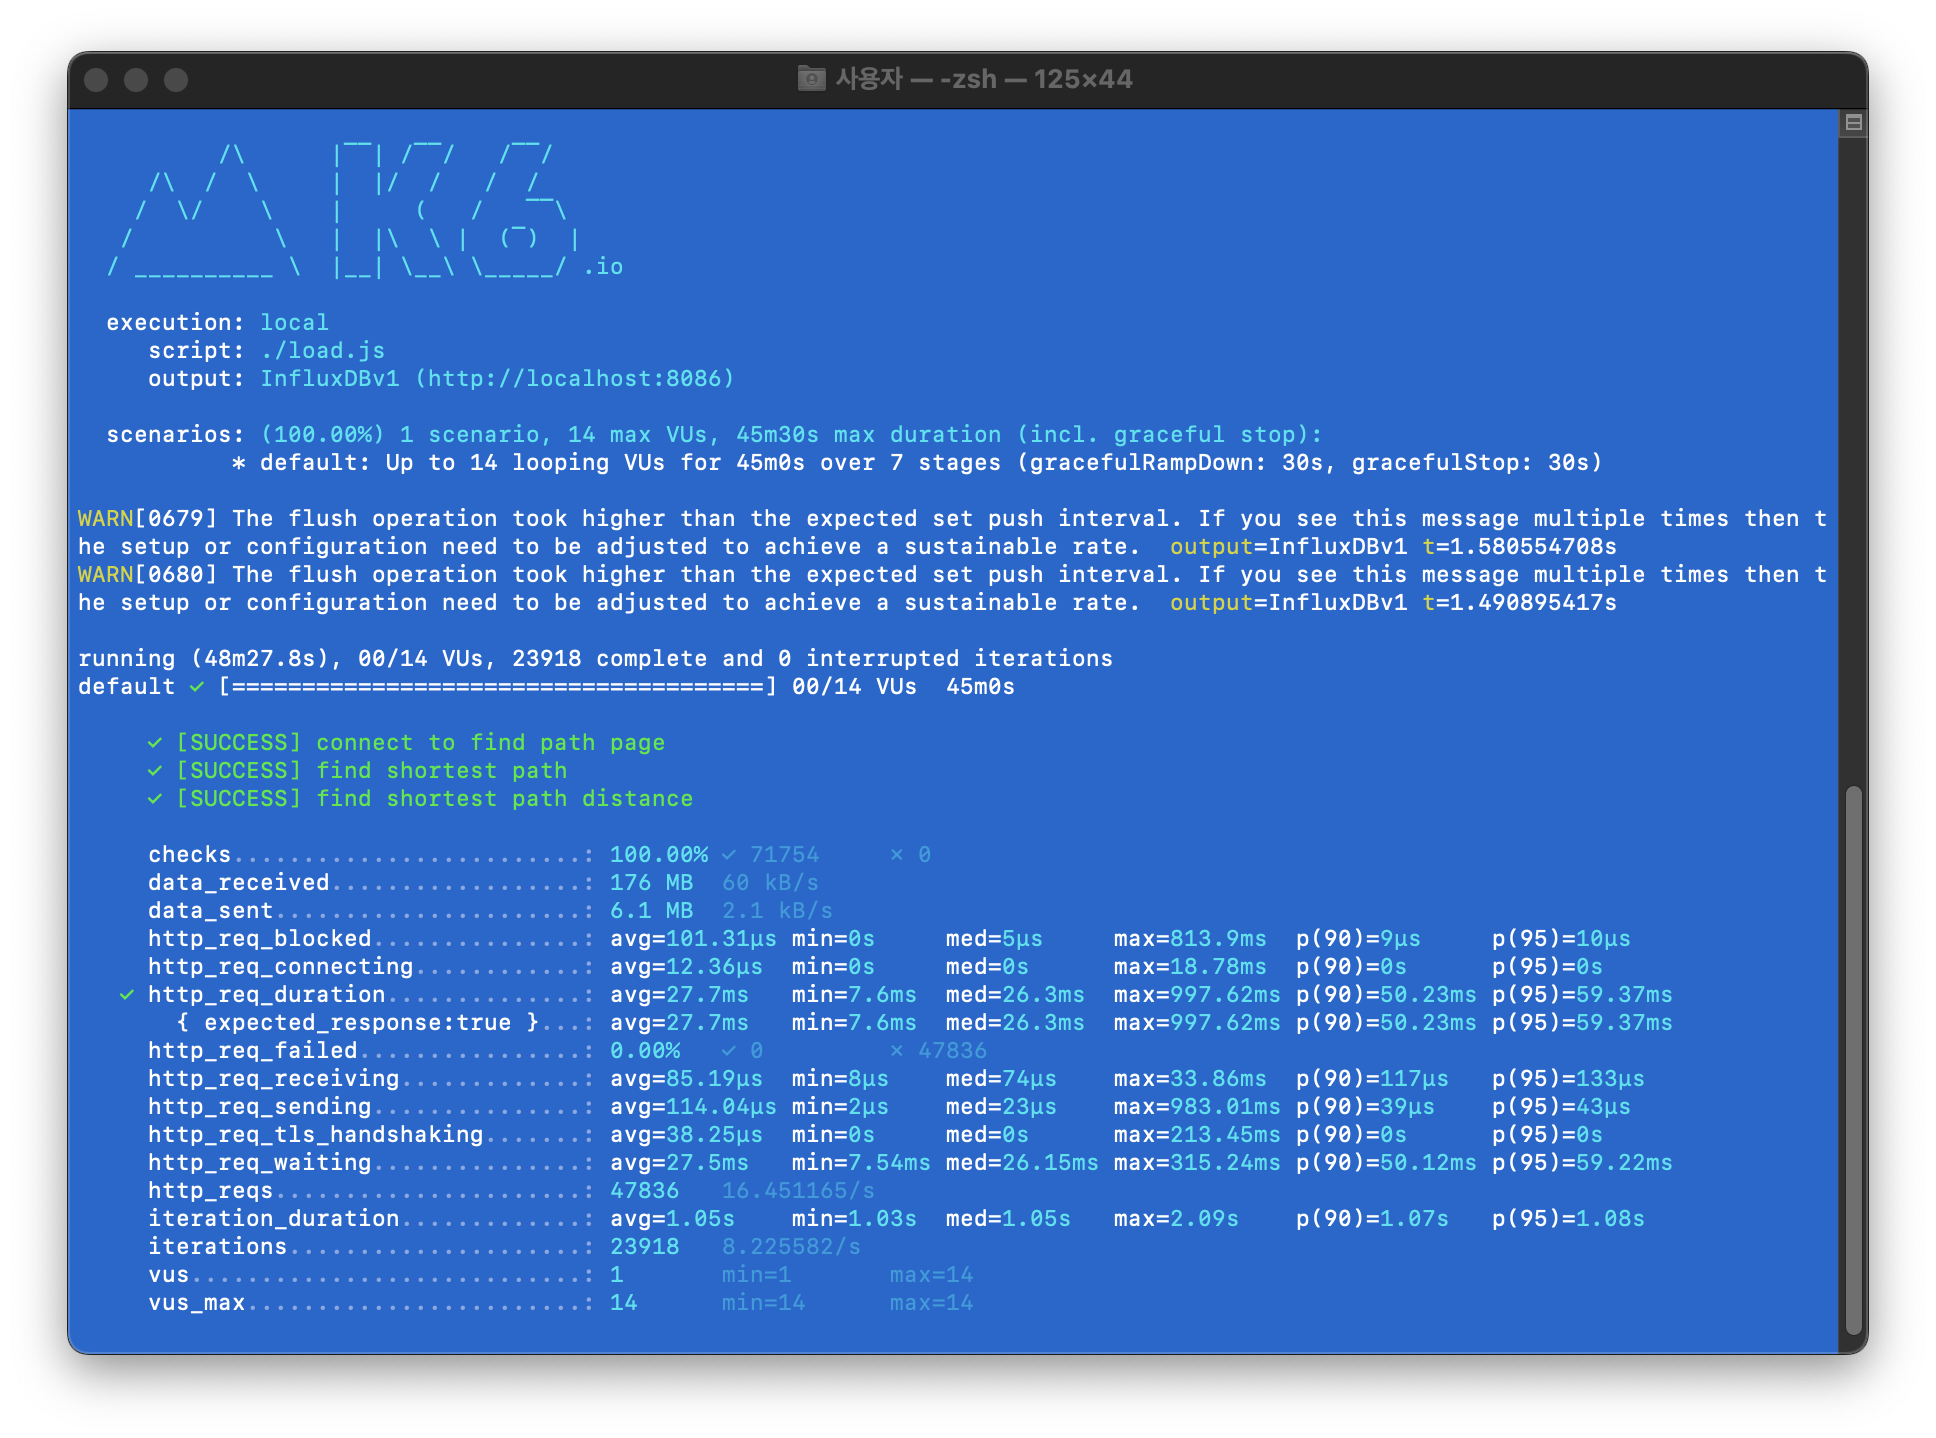 사용자 — -zsh — 125×44
          /\      |‾‾| /‾‾/   /‾‾/
     /\  /  \     |  |/  /   /  /
    /  \/    \    |     (   /   ‾‾\
   /          \   |  |\  \ |  (‾)  |
  / __________ \  |__| \__\ \_____/ .io
execution: local
script: ./load.js
output: InfluxDBv1 (http://localhost:8086)
scenarios: (100.00%) 1 scenario, 14 max VUs, 45m30s max duration (incl. graceful stop):
* default: Up to 14 looping VUs for 45m0s over 7 stages (gracefulRampDown: 30s, gracefulStop: 30s)
WARN[0679] The flush operation took higher than the expected set push interval. If you see this message multiple times then t
he setup or configuration need to be adjusted to achieve a sustainable rate.  output=InfluxDBv1 t=1.580554708s
WARN[0680] The flush operation took higher than the expected set push interval. If you see this message multiple times then t
he setup or configuration need to be adjusted to achieve a sustainable rate.  output=InfluxDBv1 t=1.490895417s
running (48m27.8s), 00/14 VUs, 23918 complete and 0 interrupted iterations
default ✓ [======================================] 00/14 VUs  45m0s
✓ [SUCCESS] connect to find path page
✓ [SUCCESS] find shortest path
✓ [SUCCESS] find shortest path distance
checks.........................: 100.00% ✓ 71754     ✗ 0
data_received..................: 176 MB  60 kB/s
data_sent......................: 6.1 MB  2.1 kB/s
http_req_blocked...............: avg=101.31µs min=0s     med=5µs     max=813.9ms  p(90)=9µs     p(95)=10µs
http_req_connecting............: avg=12.36µs  min=0s     med=0s      max=18.78ms  p(90)=0s      p(95)=0s
✓ http_req_duration..............: avg=27.7ms   min=7.6ms  med=26.3ms  max=997.62ms p(90)=50.23ms p(95)=59.37ms
{ expected_response:true }...: avg=27.7ms   min=7.6ms  med=26.3ms  max=997.62ms p(90)=50.23ms p(95)=59.37ms
http_req_failed................: 0.00%   ✓ 0         ✗ 47836
http_req_receiving.............: avg=85.19µs  min=8µs    med=74µs    max=33.86ms  p(90)=117µs   p(95)=133µs
http_req_sending...............: avg=114.04µs min=2µs    med=23µs    max=983.01ms p(90)=39µs    p(95)=43µs
http_req_tls_handshaking.......: avg=38.25µs  min=0s     med=0s      max=213.45ms p(90)=0s      p(95)=0s
http_req_waiting...............: avg=27.5ms   min=7.54ms med=26.15ms max=315.24ms p(90)=50.12ms p(95)=59.22ms
http_reqs......................: 47836   16.451165/s
iteration_duration.............: avg=1.05s    min=1.03s  med=1.05s   max=2.09s    p(90)=1.07s   p(95)=1.08s
iterations.....................: 23918   8.225582/s
vus............................: 1       min=1       max=14
vus_max........................: 14      min=14      max=14